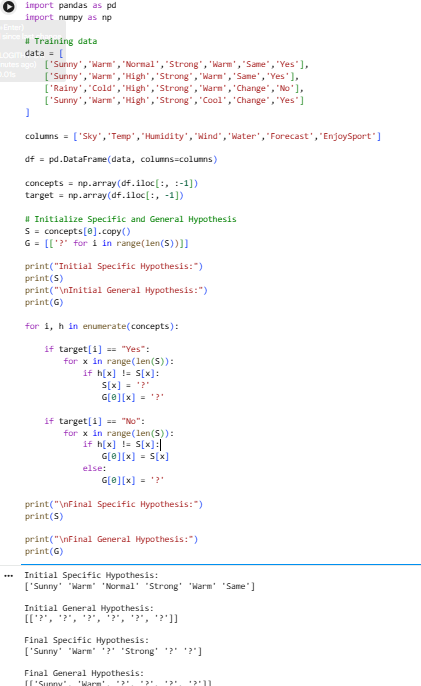 import pandas as pd
import numpy as np
# Training data
data = [
['Sunny','Warm','Normal','Strong','Warm','Same','Yes'],
['Sunny','Warm','High','Strong','Warm','Same','Yes'],
['Rainy','Cold','High','Strong','Warm','Change','No'],
['Sunny','Warm','High','Strong','Cool','Change','Yes']
]
columns = ['Sky','Temp','Humidity','Wind','Water','Forecast','EnjoySport']
df = pd.DataFrame(data, columns=columns)
concepts = np.array(df.iloc[:, :-1])
target = np.array(df.iloc[:, -1])
# Initialize Specific and General Hypothesis
S = concepts[0].copy()
G = [['?' for i in range(len(S))]]
print("Initial Specific Hypothesis:")
print(S)
print("\nInitial General Hypothesis:")
print(G)
for i, h in enumerate(concepts):
if target[i] == "Yes":
for x in range(len(S)):
if h[x] != S[x]:
S[x] = '?'
G[0][x] = '?'
if target[i] == "No":
for x in range(len(S)):
if h[x] != S[x]:
G[0][x] = S[x]
else:
G[0][x] = '?'
print("\nFinal Specific Hypothesis:")
print(S)
print("\nFinal General Hypothesis:")
print(G)
Initial Specific Hypothesis:
['Sunny' 'Warm' 'Normal' 'Strong' 'Warm' 'Same']
Initial General Hypothesis:
[['?', '?', '?', '?', '?', '?']]
Final Specific Hypothesis:
['Sunny' 'Warm' '?' 'Strong' '?' '?']
Final General Hypothesis:
[['Sunny', 'Warm', '?', '?', '?', '?']]